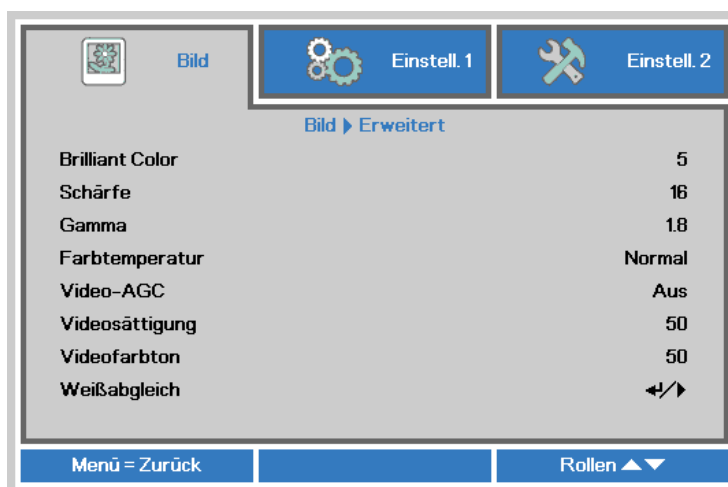 Bild
Einstell. 1
Einstell. 2
Bild ▶ Erweitert
Brilliant Color 5
Schärfe 16
Gamma 1.8
Farbtemperatur Normal
Video-AGC Aus
Videosättigung 50
Videofarbton 50
Weißabgleich ↵/▶
Menü = Zurück
Rollen ▲▼